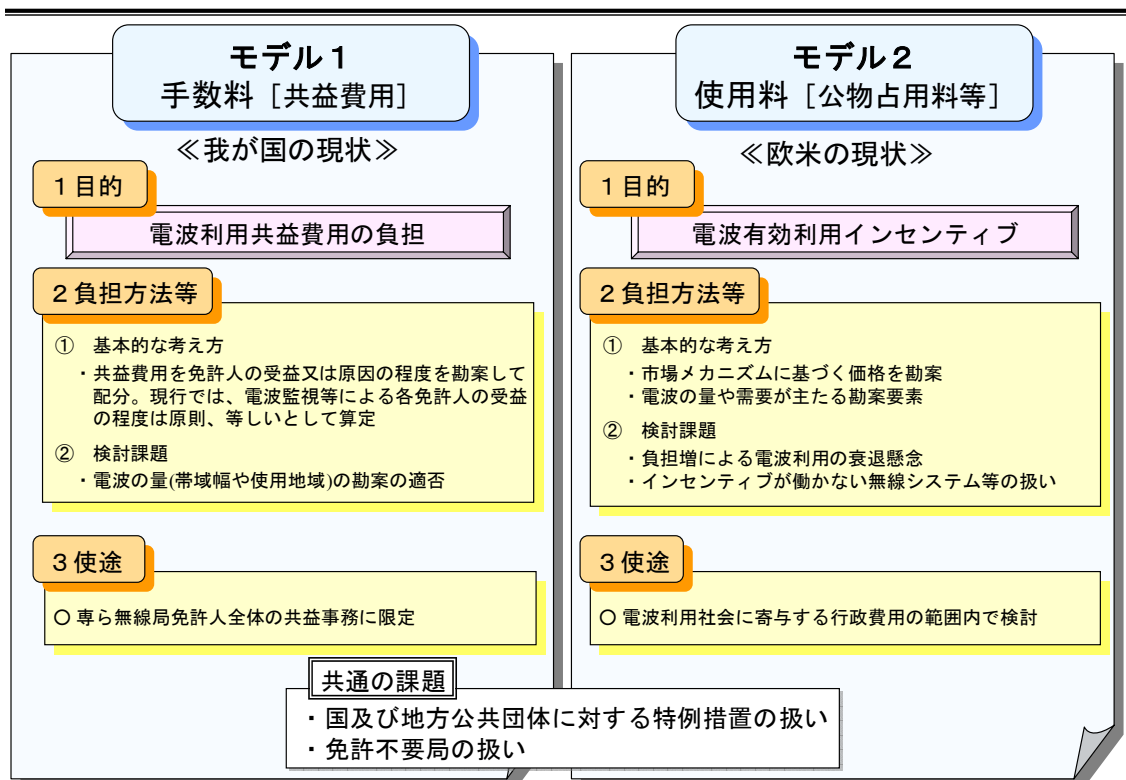 モデル１
手数料［共益費用］
≪我が国の現状≫
１目的
電波利用共益費用の負担
２負担方法等
①　基本的な考え方
・共益費用を免許人の受益又は原因の程度を勘案して
配分。現行では、電波監視等による各免許人の受益
の程度は原則、等しいとして算定
②　検討課題
・電波の量(帯域幅や使用地域)の勘案の適否
３使途
○ 専ら無線局免許人全体の共益事務に限定
モデル２
使用料［公物占用料等］
≪欧米の現状≫
１目的
電波有効利用インセンティブ
２負担方法等
①　基本的な考え方
・市場メカニズムに基づく価格を勘案
・電波の量や需要が主たる勘案要素
②　検討課題
・負担増による電波利用の衰退懸念
・インセンティブが働かない無線システム等の扱い
３使途
○ 電波利用社会に寄与する行政費用の範囲内で検討
共通の課題
・国及び地方公共団体に対する特例措置の扱い
・免許不要局の扱い